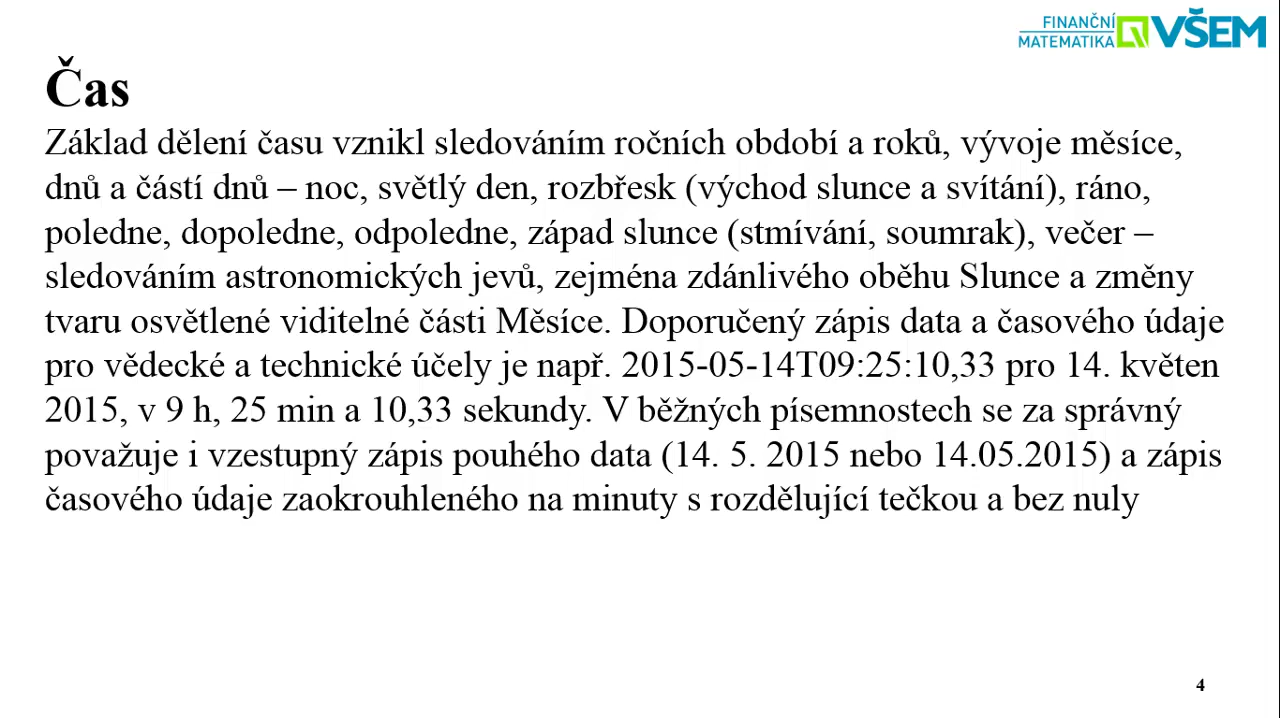 FINANČNÍ
MATEMATIKA VŠEM
Čas
Základ dělení času vznikl sledováním ročních období a roků, vývoje měsíce,
dnů a částí dnů – noc, světlý den, rozbřesk (východ slunce a svítání), ráno,
poledne, dopoledne, odpoledne, západ slunce (stmívání, soumrak), večer –
sledováním astronomických jevů, zejména zdánlivého oběhu Slunce a změny
tvaru osvětlené viditelné části Měsíce. Doporučený zápis data a časového údaje
pro vědecké a technické účely je např. 2015-05-14T09:25:10,33 pro 14. květen
2015, v 9 h, 25 min a 10,33 sekundy. V běžných písemnostech se za správný
považuje i vzestupný zápis pouhého data (14. 5. 2015 nebo 14.05.2015) a zápis
časového údaje zaokrouhleného na minuty s rozdělující tečkou a bez nuly
4